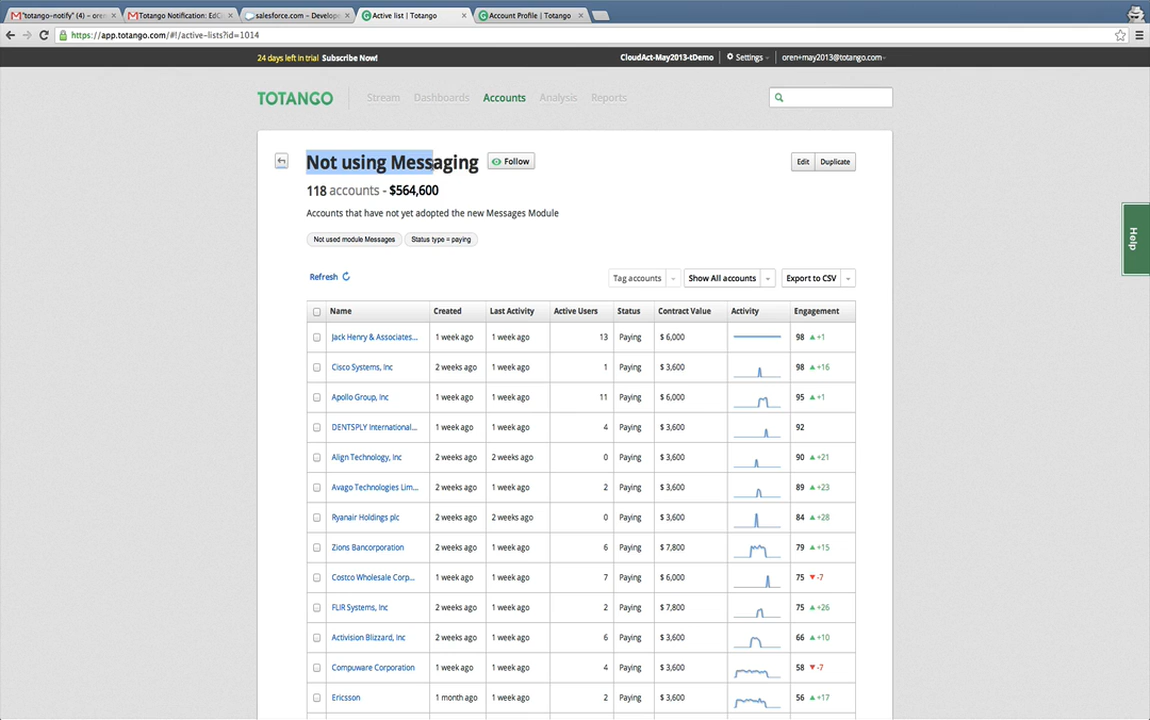 "totango-notify" (4) - oren
Totango Notification: EdC
salesforce.com - Develope
Active list | Totango
Account Profile | Totango
https://app.totango.com/#!/active-lists?id=1014
24 days left in trial Subscribe Now!
CloudAct-May2013-tDemo
Settings
oren+may2013@totango.com
TOTANGO
Stream
Dashboards
Accounts
Analysis
Reports
Not using Messaging
Follow
Edit
Duplicate
118 accounts - $564,600
Accounts that have not yet adopted the new Messages Module
Not used module Messages
Status type = paying
Help
Refresh
Tag accounts
Show All accounts
Export to CSV
Name Created Last Activity Active Users Status Contract Value Activity Engagement
Jack Henry & Associates... 1 week ago 1 week ago 13 Paying $ 6,000 98 +1
Cisco Systems, Inc 2 weeks ago 1 week ago 1 Paying $ 3,600 98 +16
Apollo Group, Inc 1 week ago 1 week ago 11 Paying $ 6,000 95 +1
DENTSPLY International... 1 week ago 1 week ago 4 Paying $ 3,600 92
Align Technology, Inc 2 weeks ago 2 weeks ago 0 Paying $ 3,600 90 +21
Avago Technologies Lim... 2 weeks ago 1 week ago 2 Paying $ 3,600 89 +23
Ryanair Holdings plc 2 weeks ago 2 weeks ago 0 Paying $ 3,600 84 +28
Zions Bancorporation 2 weeks ago 1 week ago 6 Paying $ 7,800 79 +15
Costco Wholesale Corp... 1 week ago 1 week ago 7 Paying $ 6,000 75 -7
FLIR Systems, Inc 2 weeks ago 1 week ago 2 Paying $ 7,800 75 +26
Activision Blizzard, Inc 2 weeks ago 1 week ago 6 Paying $ 3,600 66 +10
Compuware Corporation 1 week ago 1 week ago 4 Paying $ 3,600 58 -7
Ericsson 1 month ago 1 week ago 2 Paying $ 3,600 56 +17